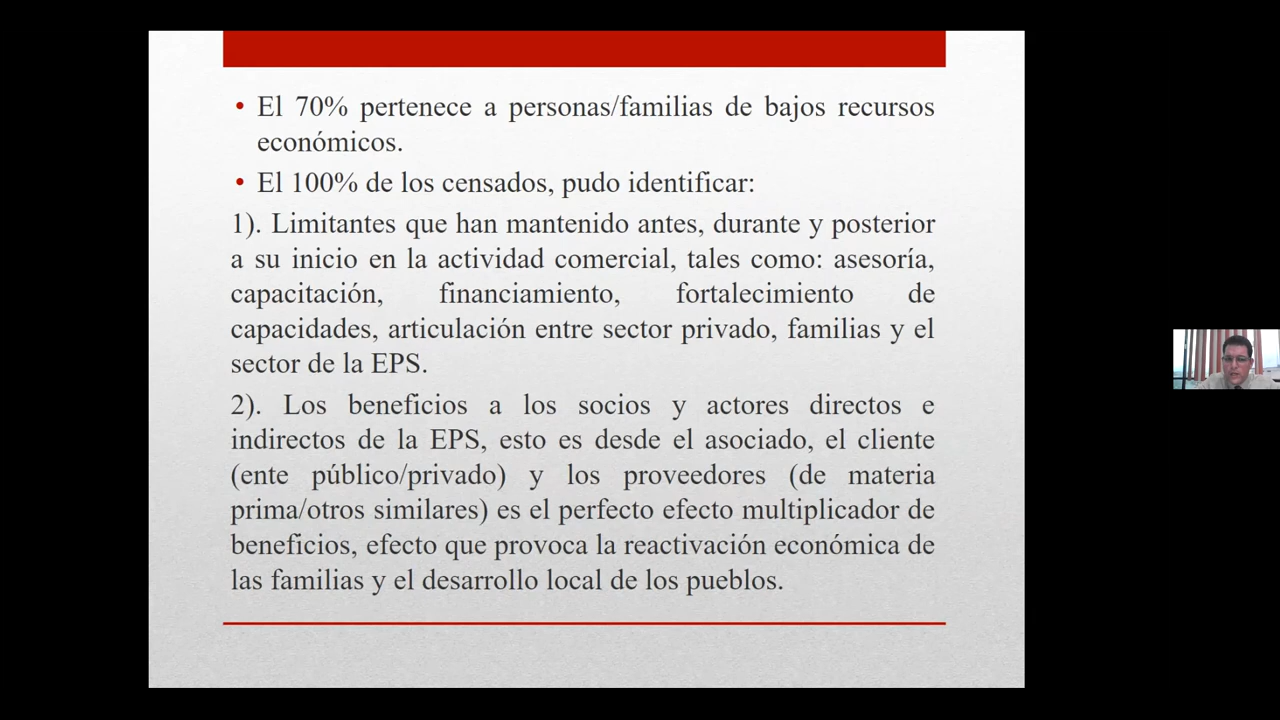 • El 70% pertenece a personas/familias de bajos recursos
económicos.
• El 100% de los censados, pudo identificar:
1). Limitantes que han mantenido antes, durante y posterior
a su inicio en la actividad comercial, tales como: asesoría,
capacitación, financiamiento, fortalecimiento de
capacidades, articulación entre sector privado, familias y el
sector de la EPS.
2). Los beneficios a los socios y actores directos e
indirectos de la EPS, esto es desde el asociado, el cliente
(ente público/privado) y los proveedores (de materia
prima/otros similares) es el perfecto efecto multiplicador de
beneficios, efecto que provoca la reactivación económica de
las familias y el desarrollo local de los pueblos.